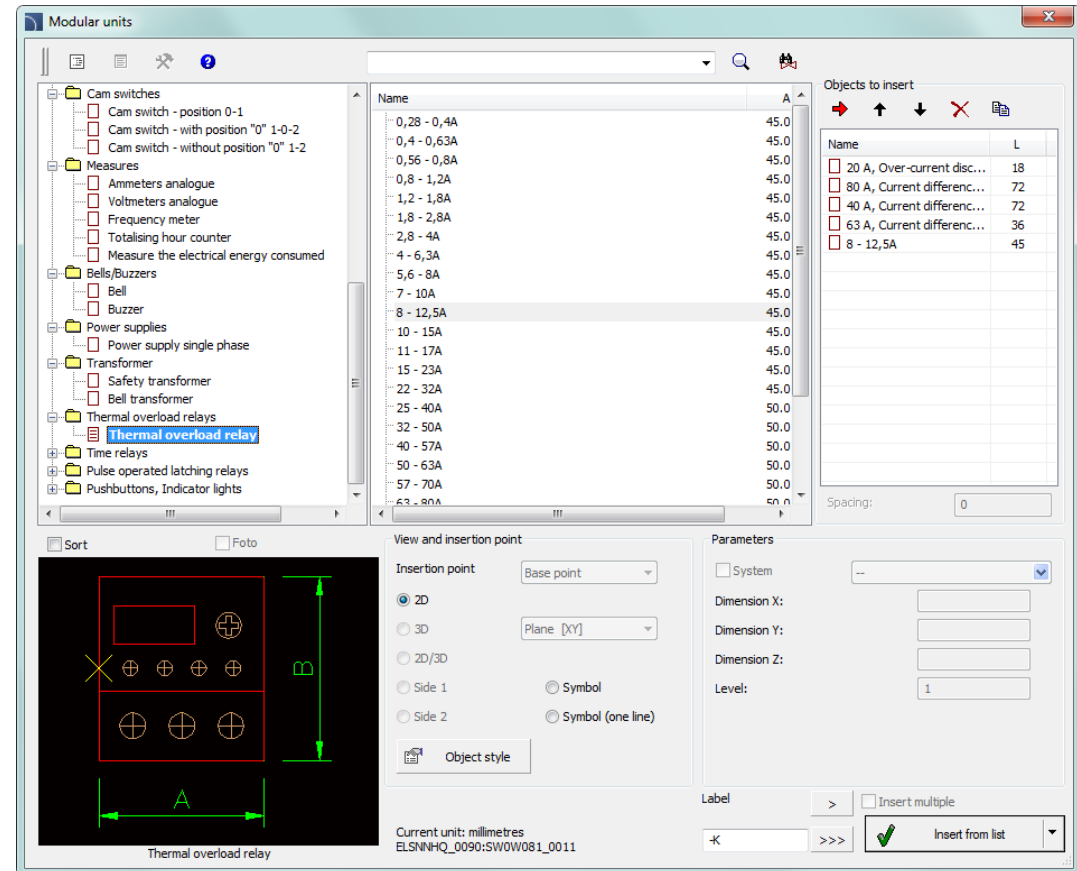 Modular units
Cam switches
Cam switch - position 0-1
Cam switch - with position "0" 1-0-2
Cam switch - without position "0" 1-2
Measures
Ammeters analogue
Voltmeters analogue
Frequency meter
Totalising hour counter
Measure the electrical energy consumed
Bells/Buzzers
Bell
Buzzer
Power supplies
Power supply single phase
Transformer
Safety transformer
Bell transformer
Thermal overload relays
Thermal overload relay
Time relays
Pulse operated latching relays
Pushbuttons, Indicator lights
Name A
0,28 - 0,4A 45.0
0,4 - 0,63A 45.0
0,56 - 0,8A 45.0
0,8 - 1,2A 45.0
1,2 - 1,8A 45.0
1,8 - 2,8A 45.0
2,8 - 4A 45.0
4 - 6,3A 45.0
5,6 - 8A 45.0
7 - 10A 45.0
8 - 12,5A 45.0
10 - 15A 45.0
11 - 17A 45.0
15 - 23A 45.0
22 - 32A 45.0
25 - 40A 50.0
32 - 50A 50.0
40 - 57A 50.0
50 - 63A 50.0
57 - 70A 50.0
63 - 80A 50.0
Objects to insert
Name L
20 A, Over-current disc... 18
80 A, Current differenc... 72
40 A, Current differenc... 72
63 A, Current differenc... 36
8 - 12,5A 45
Spacing: 0
Sort Foto
A
B
Thermal overload relay
View and insertion point
Insertion point Base point
2D
3D Plane [XY]
2D/3D
Side 1 Symbol
Side 2 Symbol (one line)
Object style
Current unit: millimetres
ELSNNHQ_0090:SW0W081_0011
Parameters
System --
Dimension X:
Dimension Y:
Dimension Z:
Level: 1
Label > Insert multiple
-K >>> Insert from list